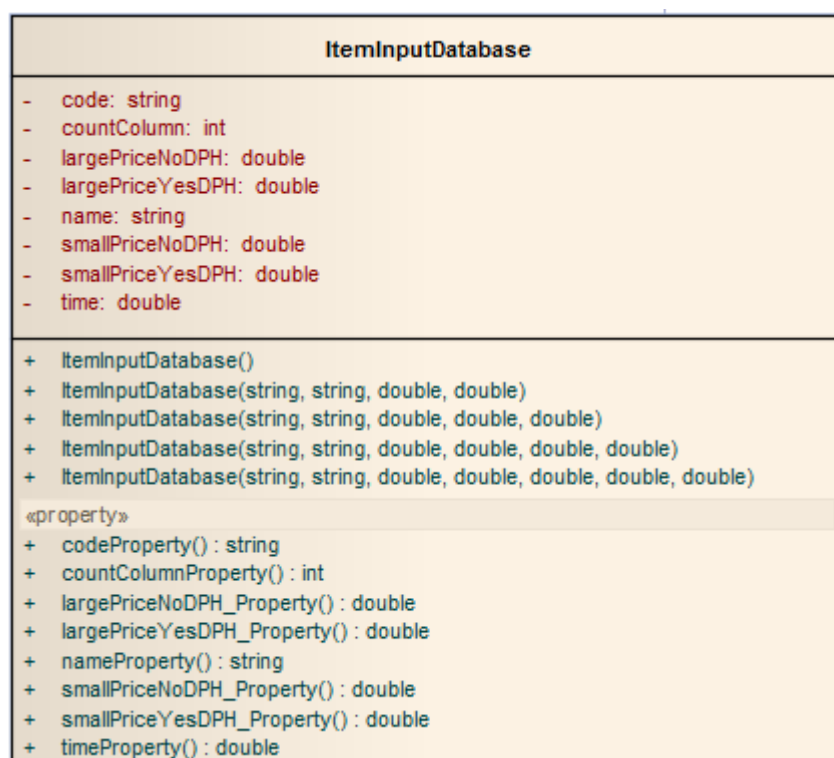 ItemInputDatabase
- code: string
- countColumn: int
- largePriceNoDPH: double
- largePriceYesDPH: double
- name: string
- smallPriceNoDPH: double
- smallPriceYesDPH: double
- time: double
+ ItemInputDatabase()
+ ItemInputDatabase(string, string, double, double)
+ ItemInputDatabase(string, string, double, double, double)
+ ItemInputDatabase(string, string, double, double, double, double)
+ ItemInputDatabase(string, string, double, double, double, double, double)
«property»
+ codeProperty() : string
+ countColumnProperty() : int
+ largePriceNoDPH_Property() : double
+ largePriceYesDPH_Property() : double
+ nameProperty() : string
+ smallPriceNoDPH_Property() : double
+ smallPriceYesDPH_Property() : double
+ timeProperty() : double